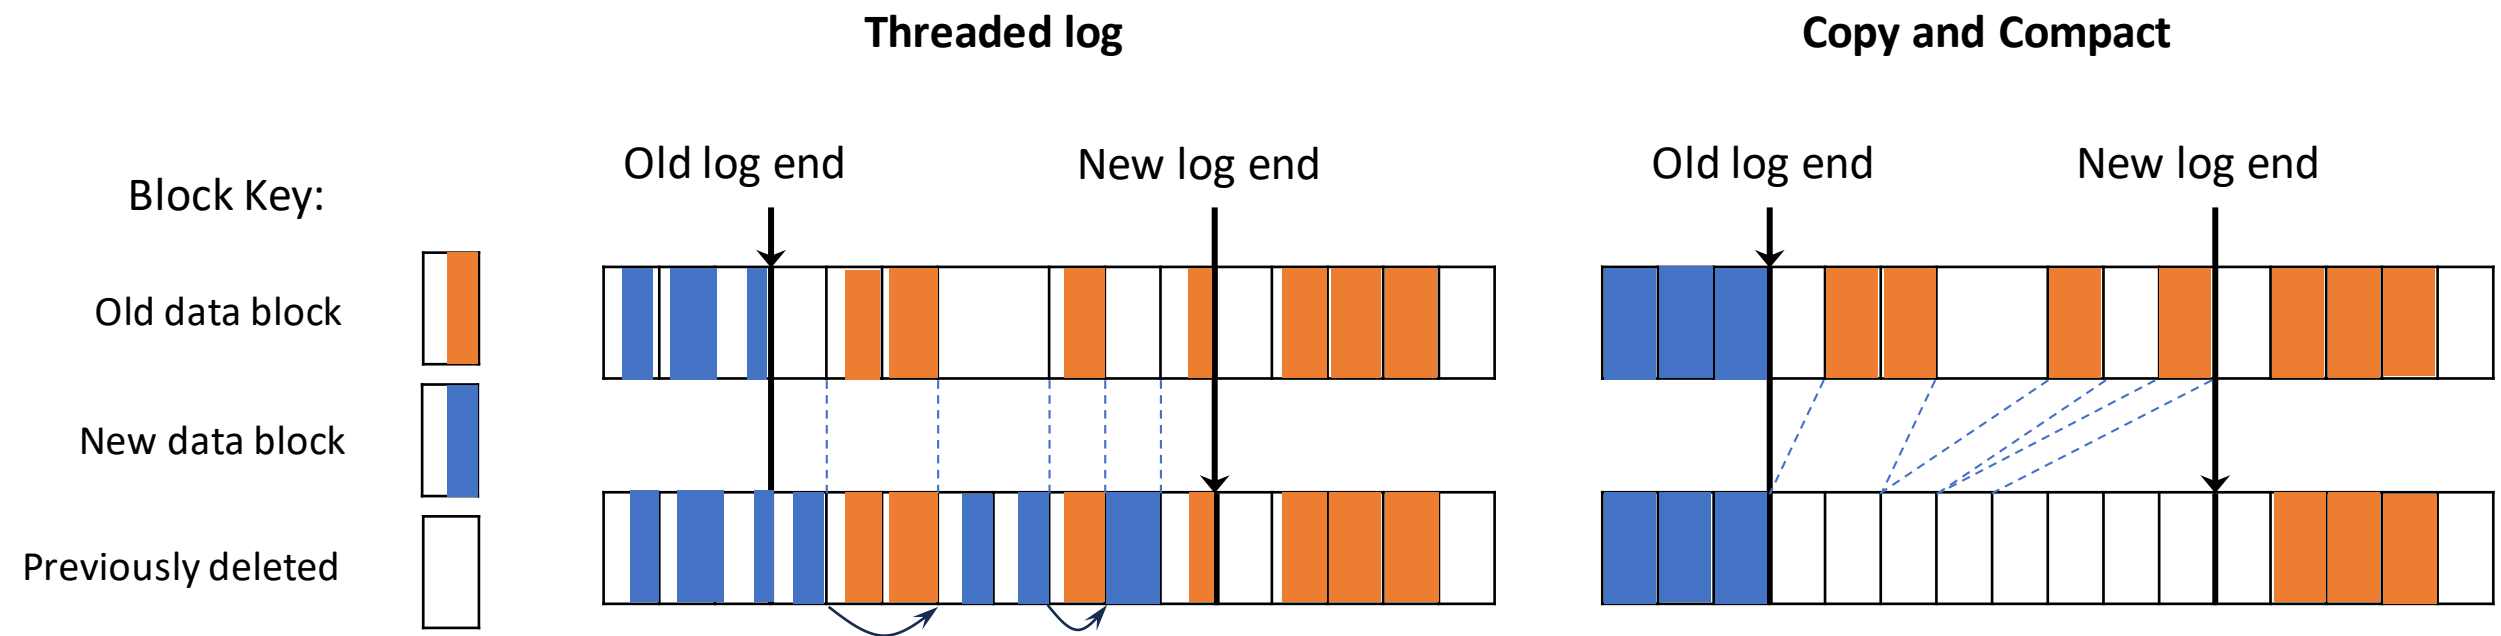 Threaded log
Copy and Compact
Old log end
New log end
Old log end
New log end
Block Key:
Old data block
New data block
Previously deleted